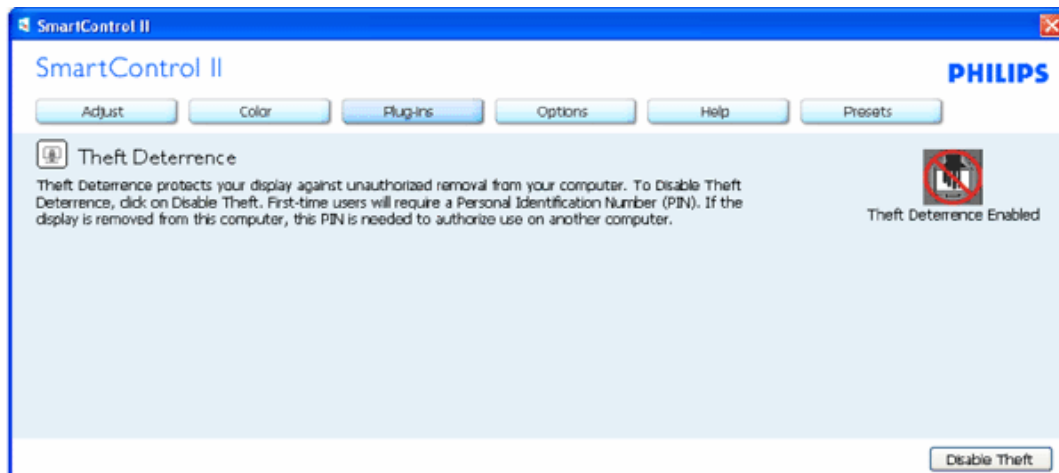 SmartControl II
SmartControl II
PHILIPS
Adjust Color Plug-Ins Options Help Presets
Theft Deterrence
Theft Deterrence protects your display against unauthorized removal from your computer. To Disable Theft
Deterrence, click on Disable Theft. First-time users will require a Personal Identification Number (PIN). If the
display is removed from this computer, this PIN is needed to authorize use on another computer.
Theft Deterrence Enabled
Disable Theft